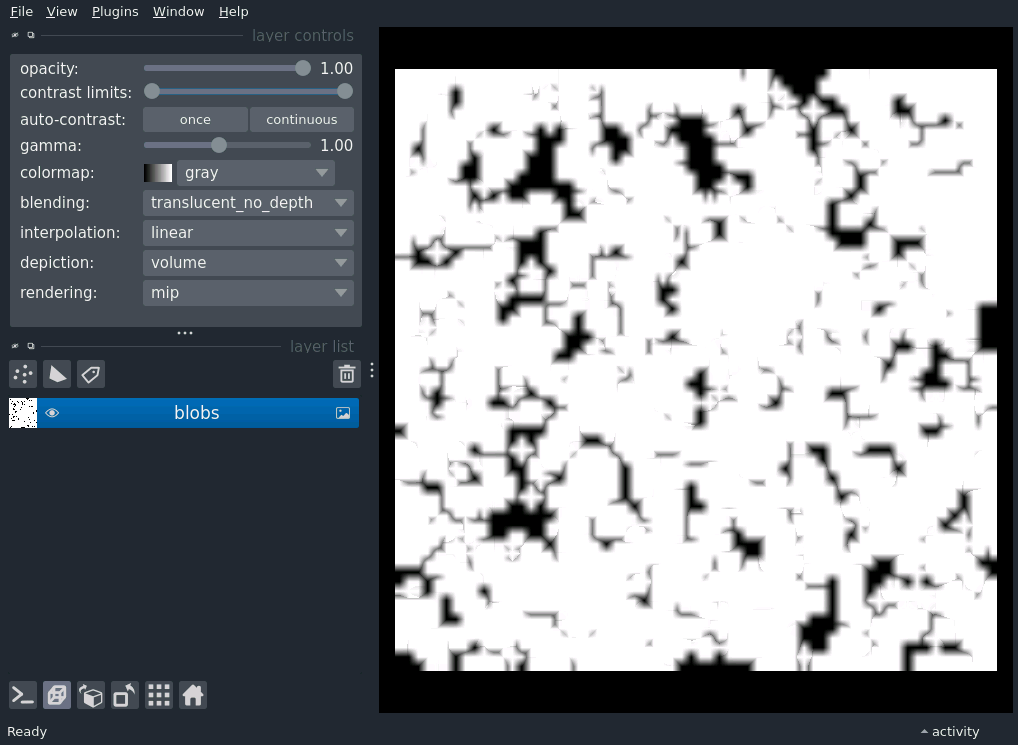 File View Plugins Window Help
layer controls
opacity: 1.00
contrast limits:
auto-contrast: once continuous
gamma: 1.00
colormap: gray
blending: translucent_no_depth
interpolation: linear
depiction: volume
rendering: mip
layer list
blobs
Ready activity